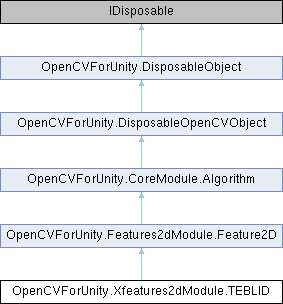 IDisposable
OpenCVForUnity.DisposableObject
OpenCVForUnity.DisposableOpenCVObject
OpenCVForUnity.CoreModule.Algorithm
OpenCVForUnity.Features2dModule.Feature2D
OpenCVForUnity.Xfeatures2dModule.TEBLID